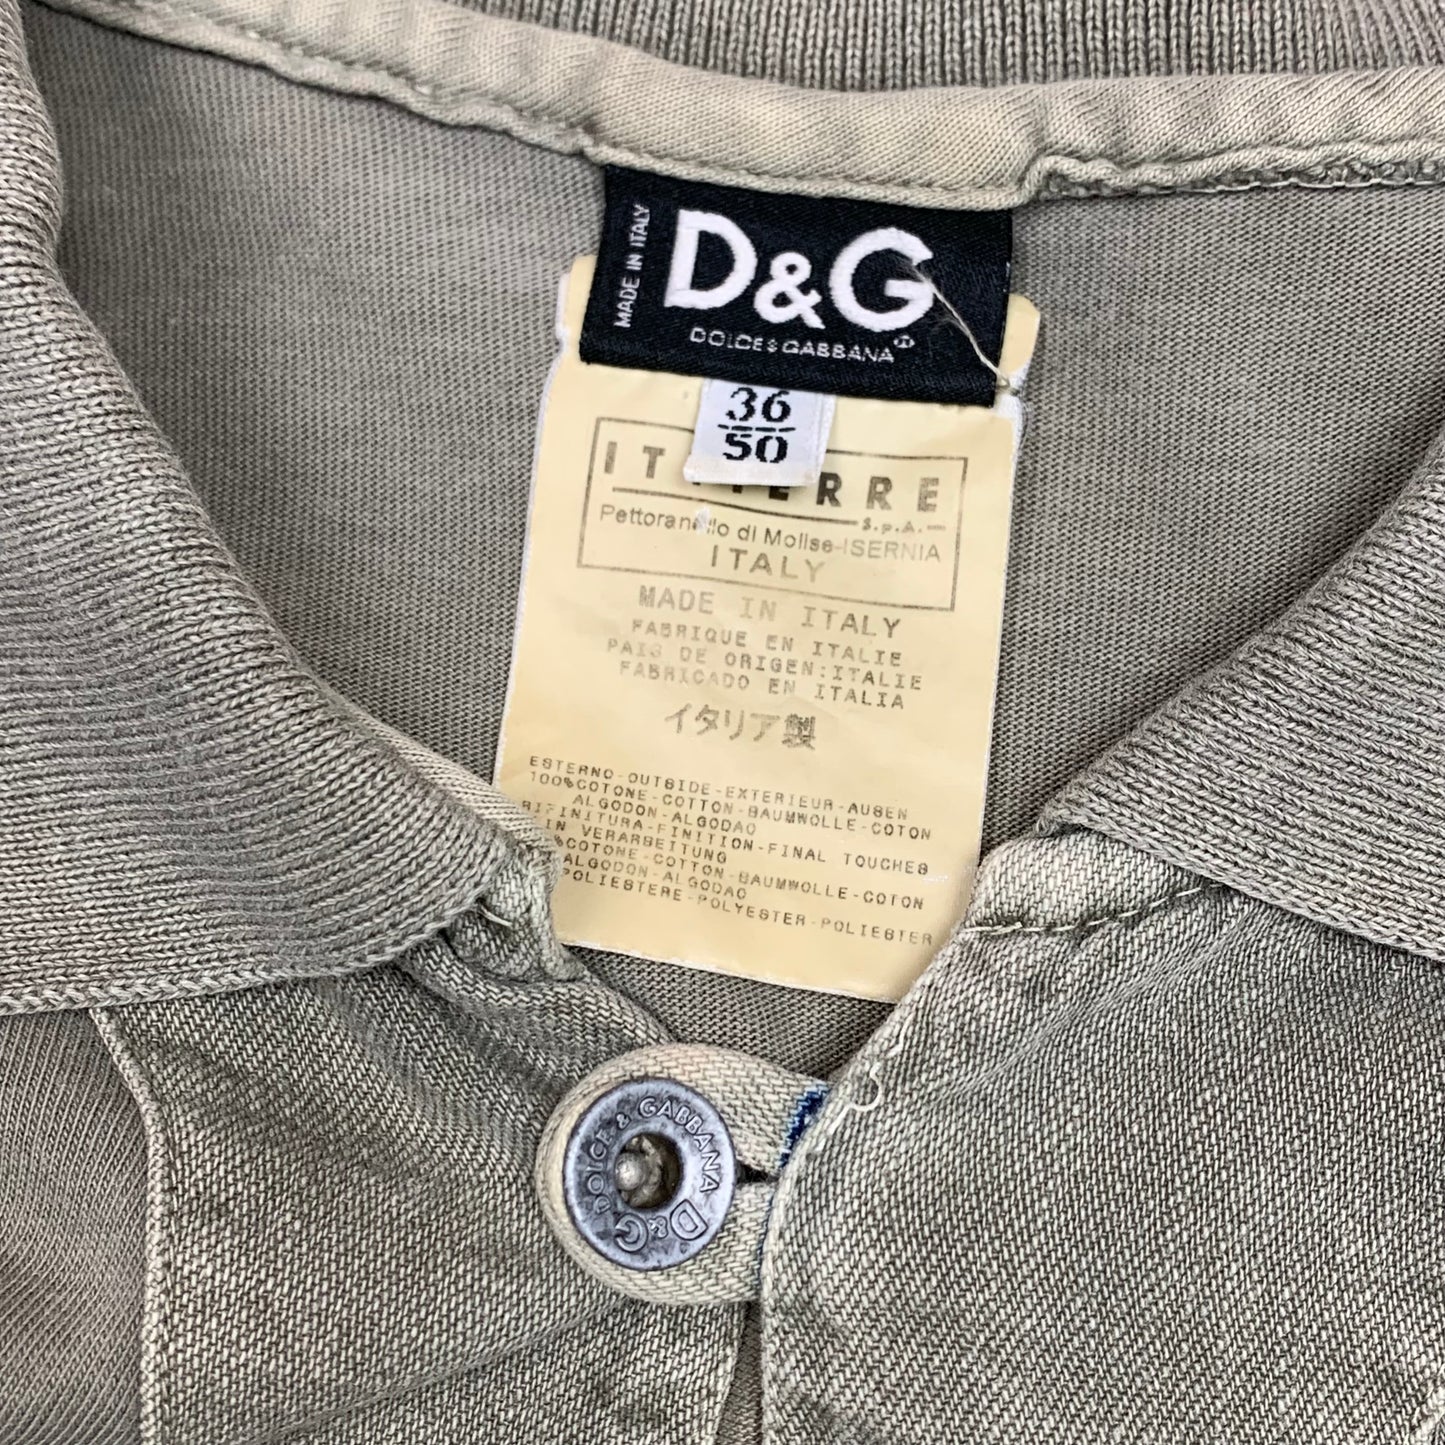 MADE IN ITALY
D&G
DOLCE & GABBANA
36
50
ITTIERRE
S.p.A.
Pettoranello di Molise-ISERNIA
ITALY
MADE IN ITALY
FABRIQUE EN ITALIE
PAIS DE ORIGEN:ITALIE
FABRICADO EN ITALIA
イタリア製
ESTERNO-OUTSIDE-EXTERIEUR-AUSEN
100%COTONE-COTTON-BAUMWOLLE-COTON
ALGODON-ALGODAO
RIFINITURA-FINITION-FINAL TOUCHES
IN VERARBEITUNG
%COTONE-COTTON-BAUMWOLLE-COTON
ALGODON-ALGODAO
POLIESTERE-POLYESTER-POLIESTER
DOLCE & GABBANA
D&G